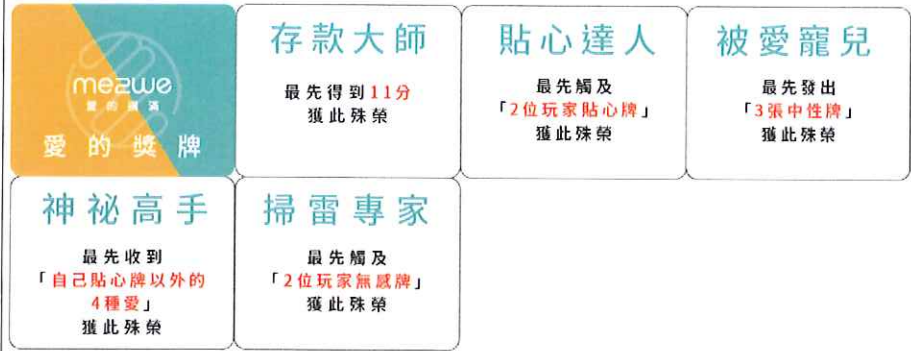 me2we
愛的獎牌
存款大師
最先得到11分
獲此殊榮
貼心達人
最先觸及
「2位玩家貼心牌」
獲此殊榮
被愛寵兒
最先發出
「3張中性牌」
獲此殊榮
神祕高手
最先收到
「自己貼心牌以外的
4種愛」
獲此殊榮
掃雷專家
最先觸及
「2位玩家無感牌」
獲此殊榮